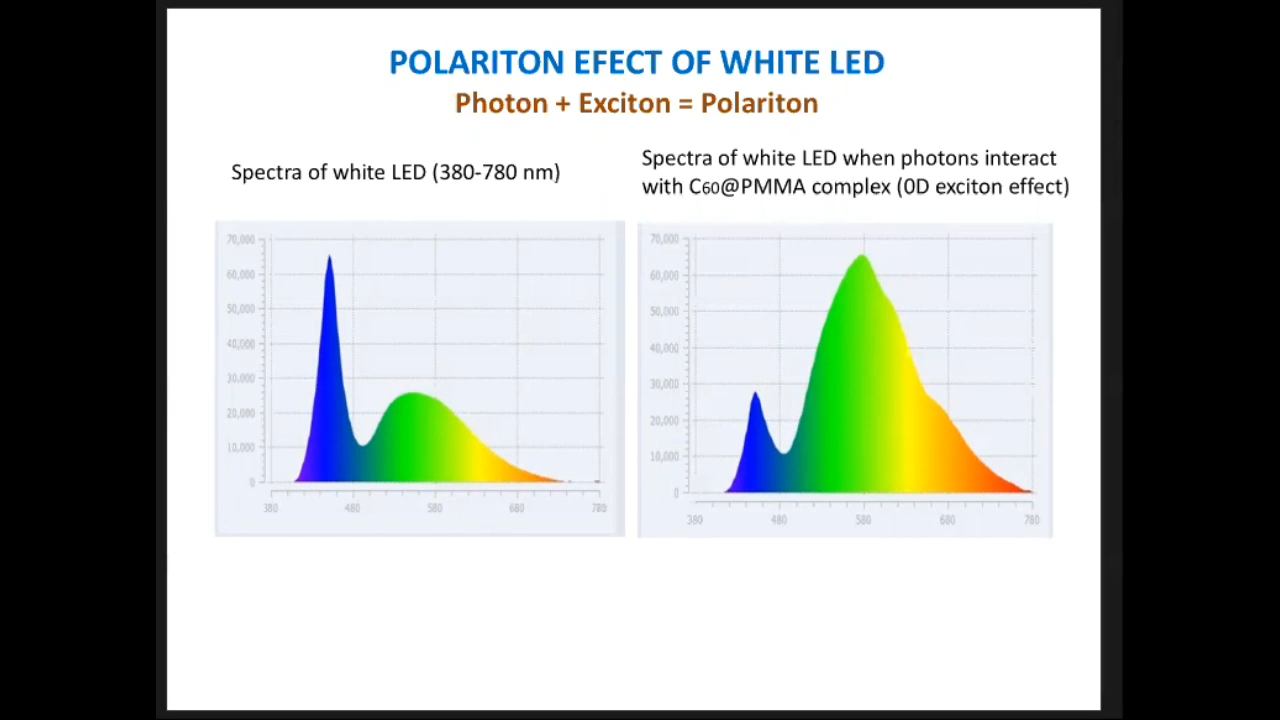 POLARITON EFECT OF WHITE LED
Photon + Exciton = Polariton
Spectra of white LED (380-780 nm)
Spectra of white LED when photons interact
with C60@PMMA complex (0D exciton effect)
70,000
60,000
50,000
40,000
30,000
20,000
10,000
0
380 480 580 680 780
70,000
60,000
50,000
40,000
30,000
20,000
10,000
0
380 480 580 680 780